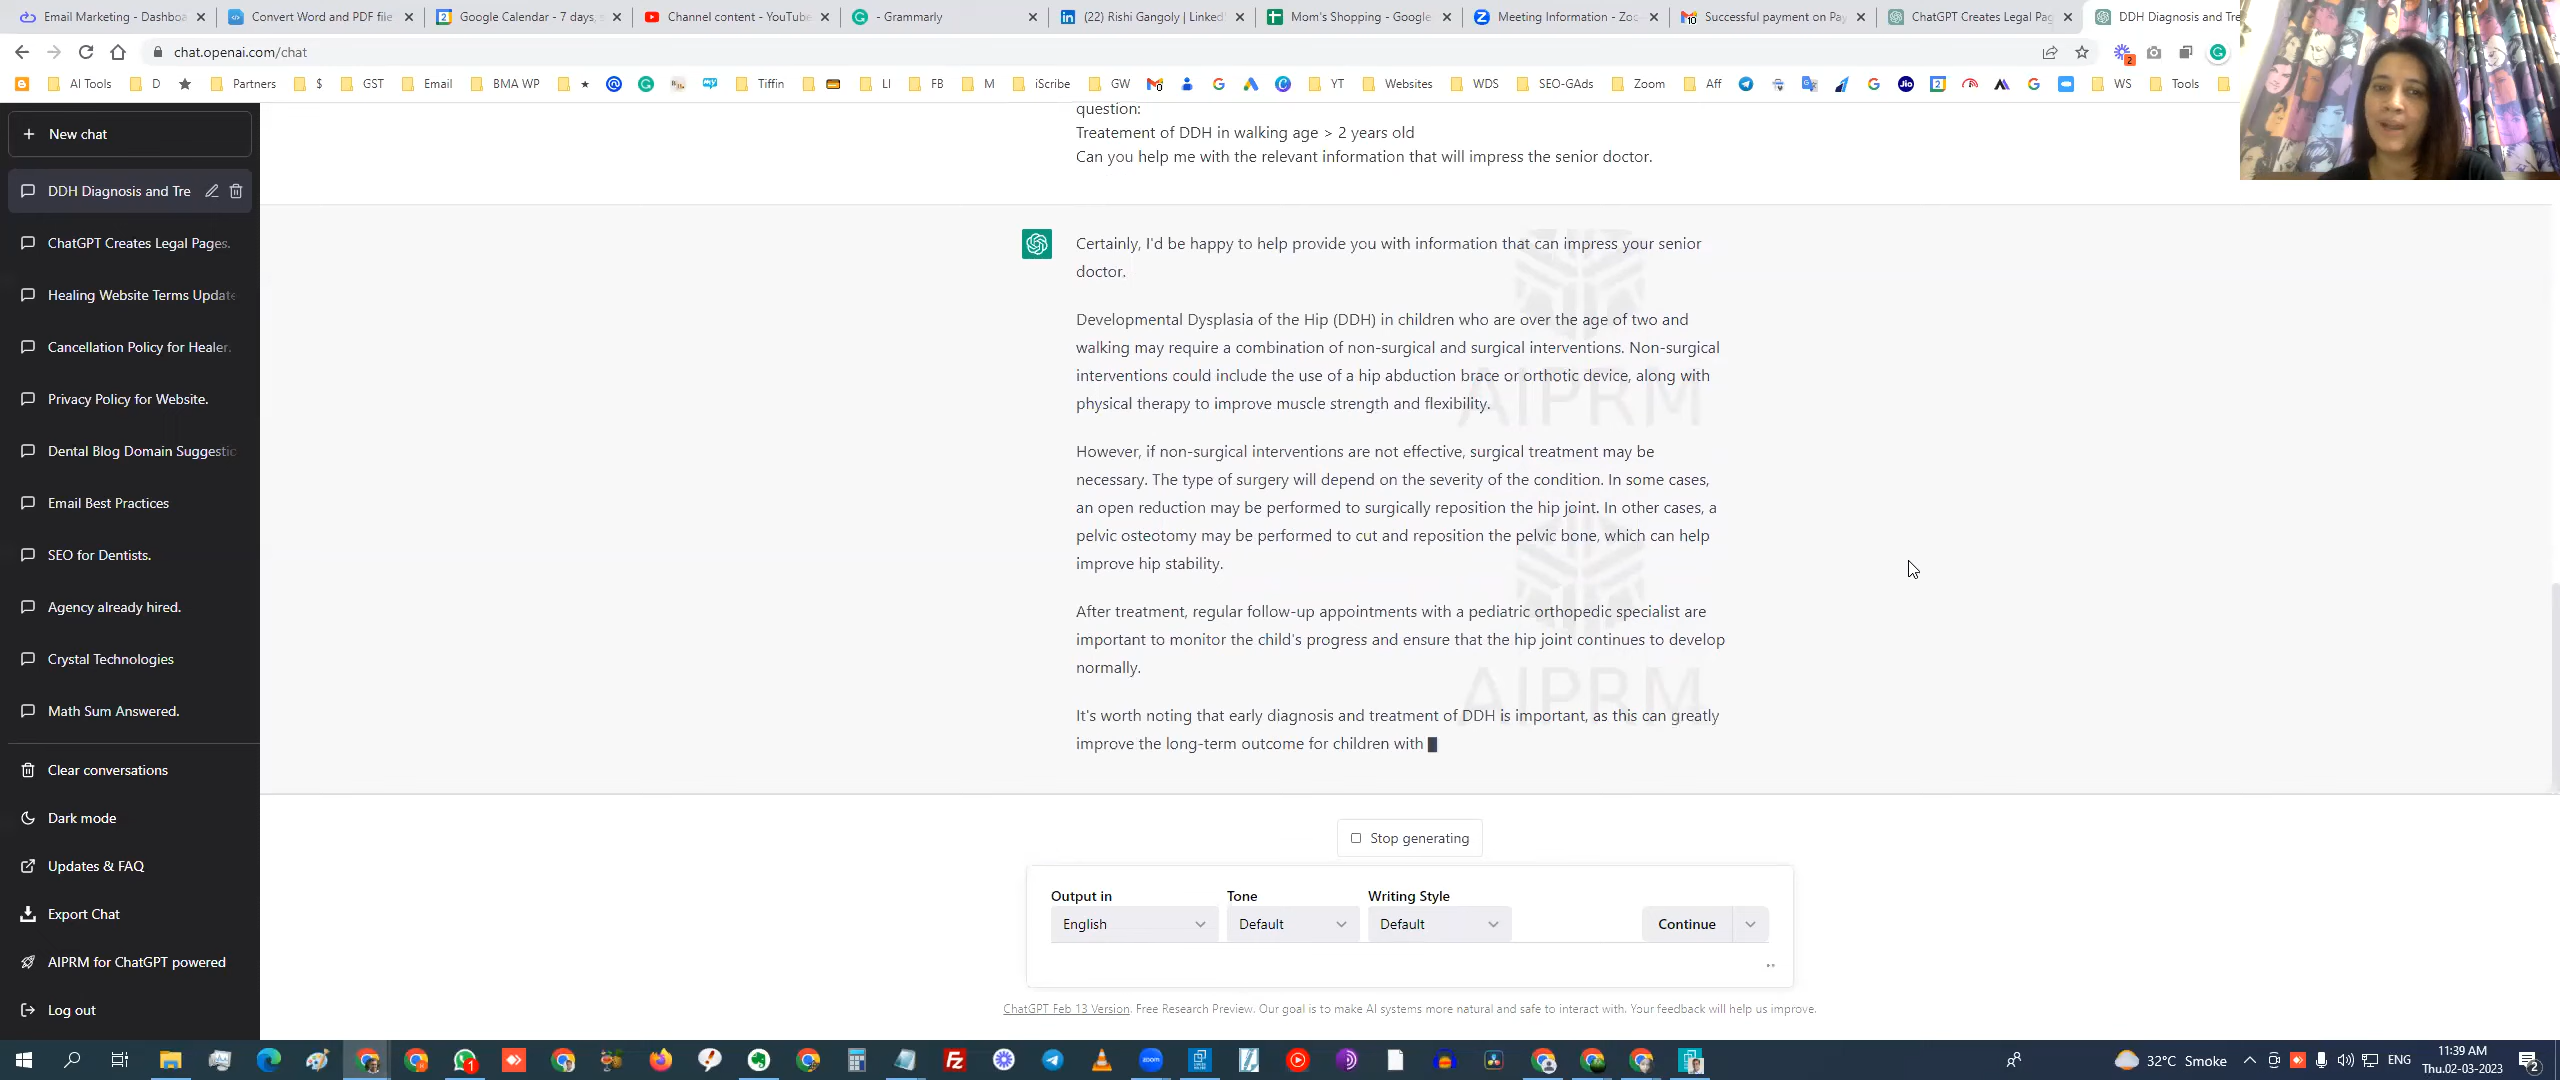 Email Marketing - Dashboa
Convert Word and PDF file
Google Calendar - 7 days, s
Channel content - YouTube
- Grammarly
(22) Rishi Gangoly | LinkedI
Mom's Shopping - Google
Meeting Information - Zoo
Successful payment on Pay
ChatGPT Creates Legal Pag
DDH Diagnosis and Tre
chat.openai.com/chat
AI Tools
D
Partners
$
GST
Email
BMA WP
Tiffin
LI
FB
M
iScribe
GW
YT
Websites
WDS
SEO-GAds
Zoom
Aff
WS
Tools
New chat
DDH Diagnosis and Tre
ChatGPT Creates Legal Pages.
Healing Website Terms Update
Cancellation Policy for Healer.
Privacy Policy for Website.
Dental Blog Domain Suggestio
Email Best Practices
SEO for Dentists.
Agency already hired.
Crystal Technologies
Math Sum Answered.
Clear conversations
Dark mode
Updates & FAQ
Export Chat
AIPRM for ChatGPT powered
Log out
question:
Treatement of DDH in walking age > 2 years old
Can you help me with the relevant information that will impress the senior doctor.
Certainly, I'd be happy to help provide you with information that can impress your senior
doctor.
Developmental Dysplasia of the Hip (DDH) in children who are over the age of two and
walking may require a combination of non-surgical and surgical interventions. Non-surgical
interventions could include the use of a hip abduction brace or orthotic device, along with
physical therapy to improve muscle strength and flexibility.
However, if non-surgical interventions are not effective, surgical treatment may be
necessary. The type of surgery will depend on the severity of the condition. In some cases,
an open reduction may be performed to surgically reposition the hip joint. In other cases, a
pelvic osteotomy may be performed to cut and reposition the pelvic bone, which can help
improve hip stability.
After treatment, regular follow-up appointments with a pediatric orthopedic specialist are
important to monitor the child's progress and ensure that the hip joint continues to develop
normally.
It's worth noting that early diagnosis and treatment of DDH is important, as this can greatly
improve the long-term outcome for children with
AIPRM
AIPRM
Stop generating
Output in
Tone
Writing Style
English
Default
Default
Continue
ChatGPT Feb 13 Version. Free Research Preview. Our goal is to make AI systems more natural and safe to interact with. Your feedback will help us improve.
32°C Smoke
ENG
11:39 AM
Thu.02-03-2023